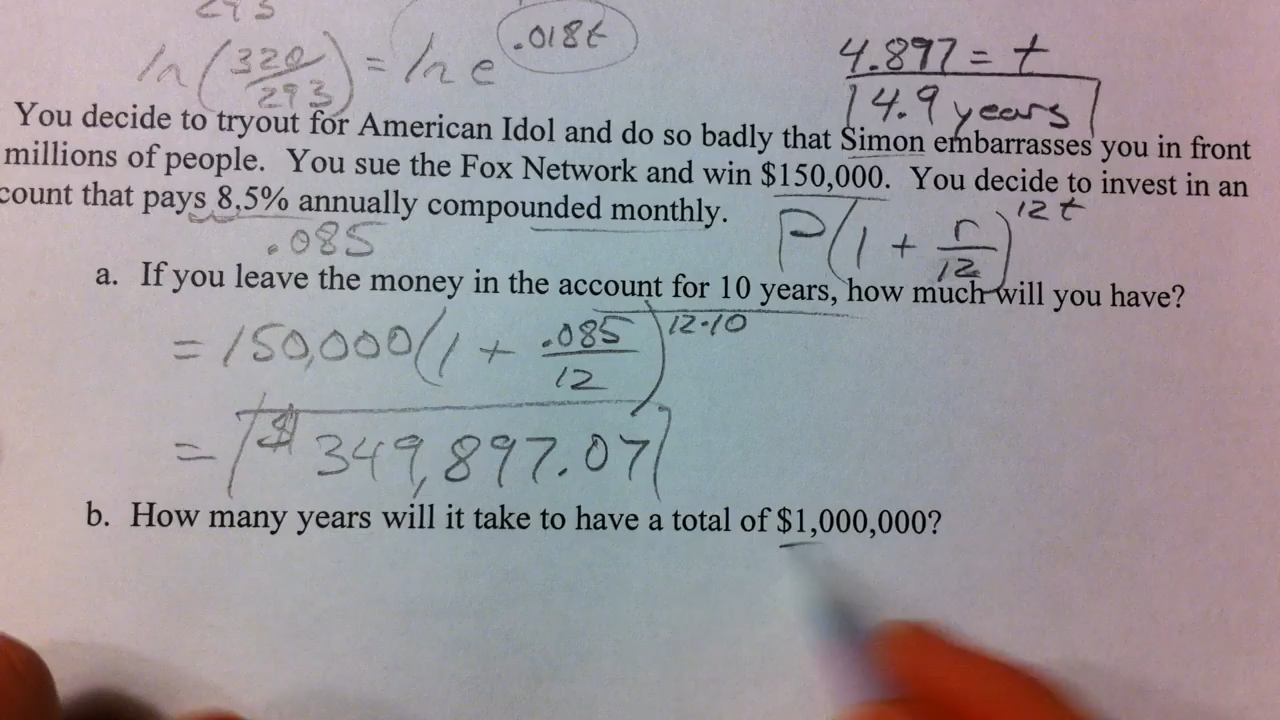 293
ln(320/293) = ln e^.018t
4.897 = t
4.9 years
You decide to tryout for American Idol and do so badly that Simon embarrasses you in front
millions of people. You sue the Fox Network and win $150,000. You decide to invest in an
count that pays 8.5% annually compounded monthly.
.085
P(1 + r/12)^12t
a. If you leave the money in the account for 10 years, how much will you have?
= 150,000(1 + .085/12)^12·10
= $349,897.07
b. How many years will it take to have a total of $1,000,000?